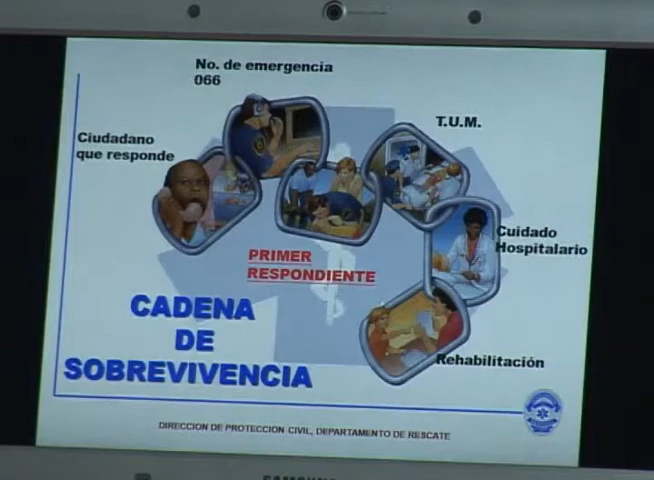 No. de emergencia
066
T.U.M.
Ciudadano
que responde
Cuidado
Hospitalario
PRIMER
RESPONDIENTE
CADENA
DE
SOBREVIVENCIA
Rehabilitación
DIRECCION DE PROTECCION CIVIL, DEPARTAMENTO DE RESCATE
SAMSUNG